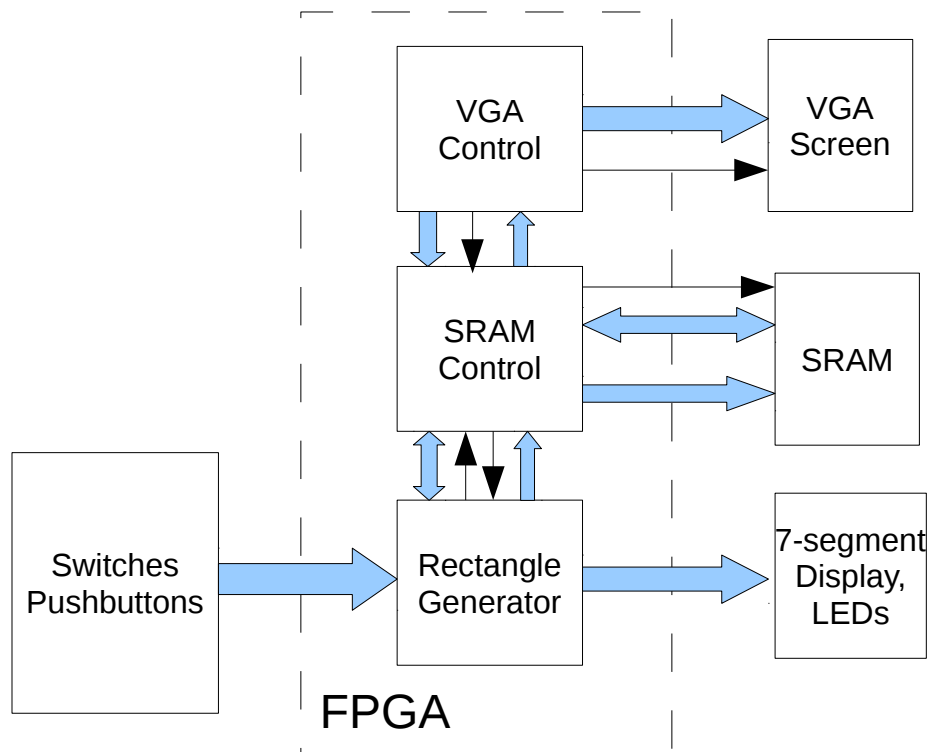 VGA
Control
VGA
Screen
SRAM
Control
SRAM
Switches
Pushbuttons
Rectangle
Generator
7-segment
Display,
LEDs
FPGA